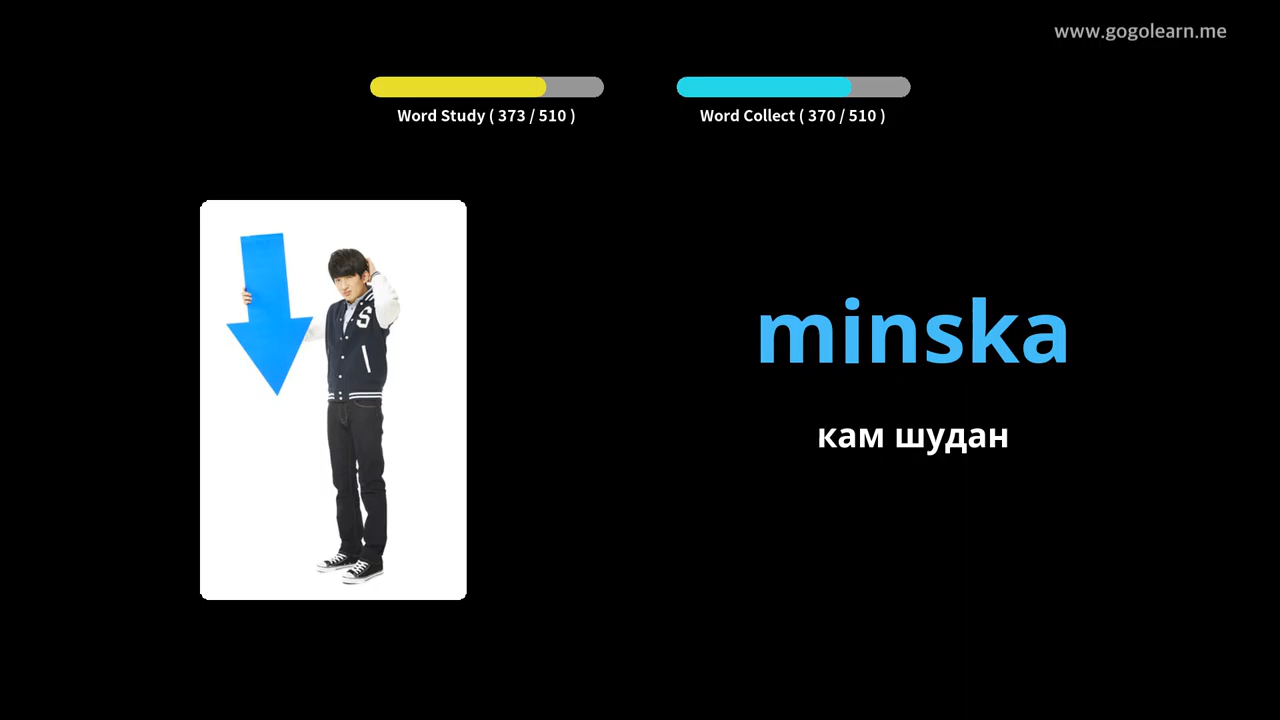 www.gogolearn.me
Word Study ( 373 / 510 )
Word Collect ( 370 / 510 )
S
minska
кам шудан